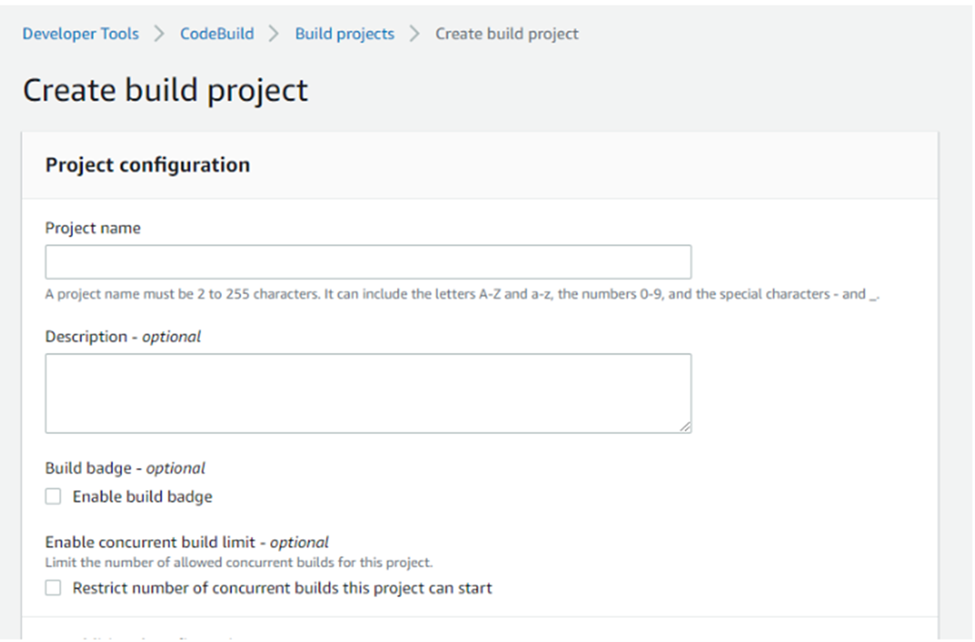 Developer Tools > CodeBuild > Build projects > Create build project
Create build project
Project configuration
Project name
A project name must be 2 to 255 characters. It can include the letters A-Z and a-z, the numbers 0-9, and the special characters - and _.
Description - optional
Build badge - optional
Enable build badge
Enable concurrent build limit - optional
Limit the number of allowed concurrent builds for this project.
Restrict number of concurrent builds this project can start